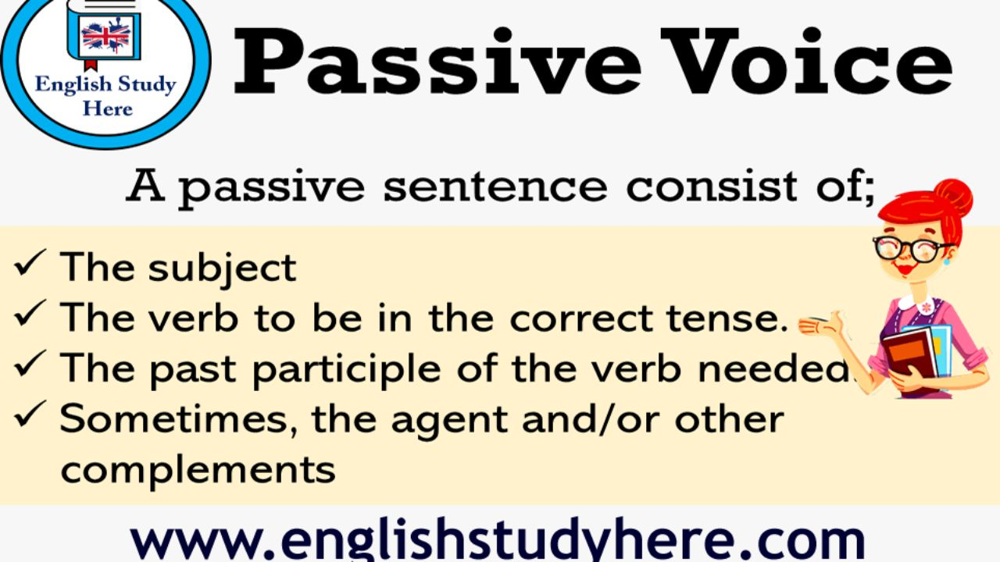 English Study
Here
Passive Voice
A passive sentence consist of;
✓ The subject
✓ The verb to be in the correct tense.
✓ The past participle of the verb needed.
✓ Sometimes, the agent and/or other
complements
www.englishstudyhere.com